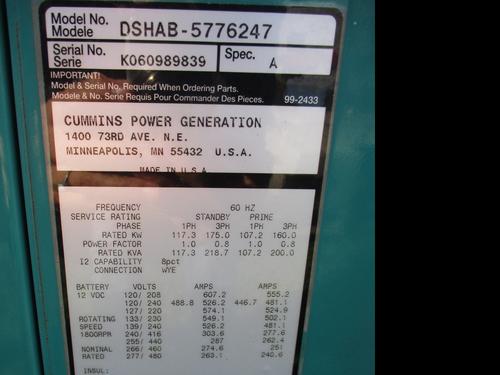 Model No. DSHAB-5776247
Modele
Serial No. K060989839 Spec. A
Serie
IMPORTANT!
Model & Serial No. Required When Ordering Parts.
Modele & No. Serie Requis Pour Commander Des Pieces. 99-2433
CUMMINS POWER GENERATION
1400 73RD AVE. N.E.
MINNEAPOLIS, MN 55432 U.S.A.
MADE IN U.S.A.
FREQUENCY 60 HZ
SERVICE RATING STANDBY PRIME
PHASE 1PH 3PH 1PH 3PH
RATED KW 117.3 175.0 107.2 160.0
POWER FACTOR 1.0 0.8 1.0 0.8
RATED KVA 117.3 218.7 107.2 200.0
I2 CAPABILITY 8pct
CONNECTION WYE
BATTERY VOLTS AMPS AMPS
12 VDC 120/ 208 607.2 555.2
120/ 240 488.8 526.2 446.7 481.1
127/ 220 574.1 524.9
ROTATING 133/ 230 549.1 502.1
SPEED 139/ 240 526.2 481.1
1800RPR 240/ 416 303.6 277.6
255/ 440 287 262.4
NOMINAL 266/ 460 274.6 251
RATED 277/ 480 263.1 240.6
INSUL: